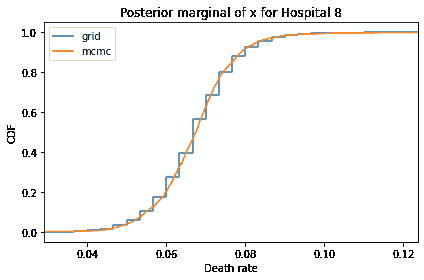 Posterior marginal of x for Hospital 8
grid
mcmc
CDF
1.0
0.8
0.6
0.4
0.2
0.0
0.04 0.06 0.08 0.10 0.12
Death rate